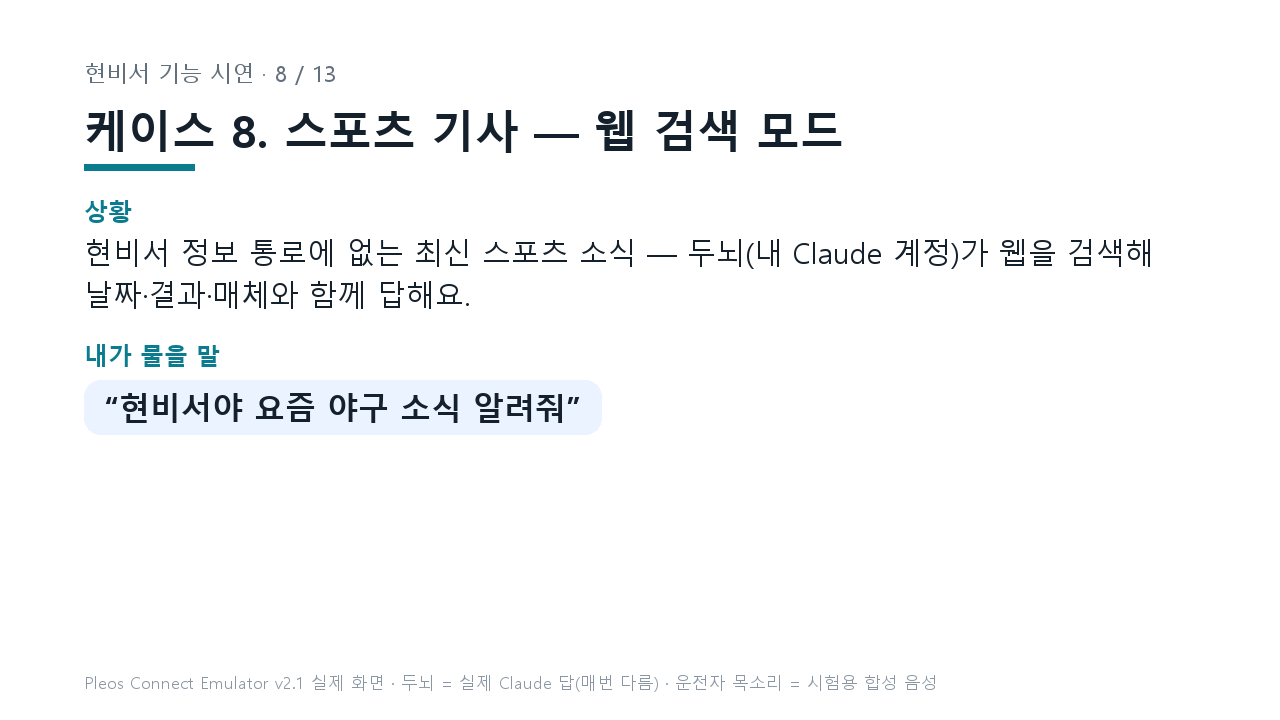 현비서 기능 시연 · 8 / 13
케이스 8. 스포츠 기사 — 웹 검색 모드
상황
현비서 정보 통로에 없는 최신 스포츠 소식 — 두뇌(내 Claude 계정)가 웹을 검색해
날짜·결과·매체와 함께 답해요.
내가 물을 말
“현비서야 요즘 야구 소식 알려줘”
Pleos Connect Emulator v2.1 실제 화면 · 두뇌 = 실제 Claude 답(매번 다름) · 운전자 목소리 = 시험용 합성 음성